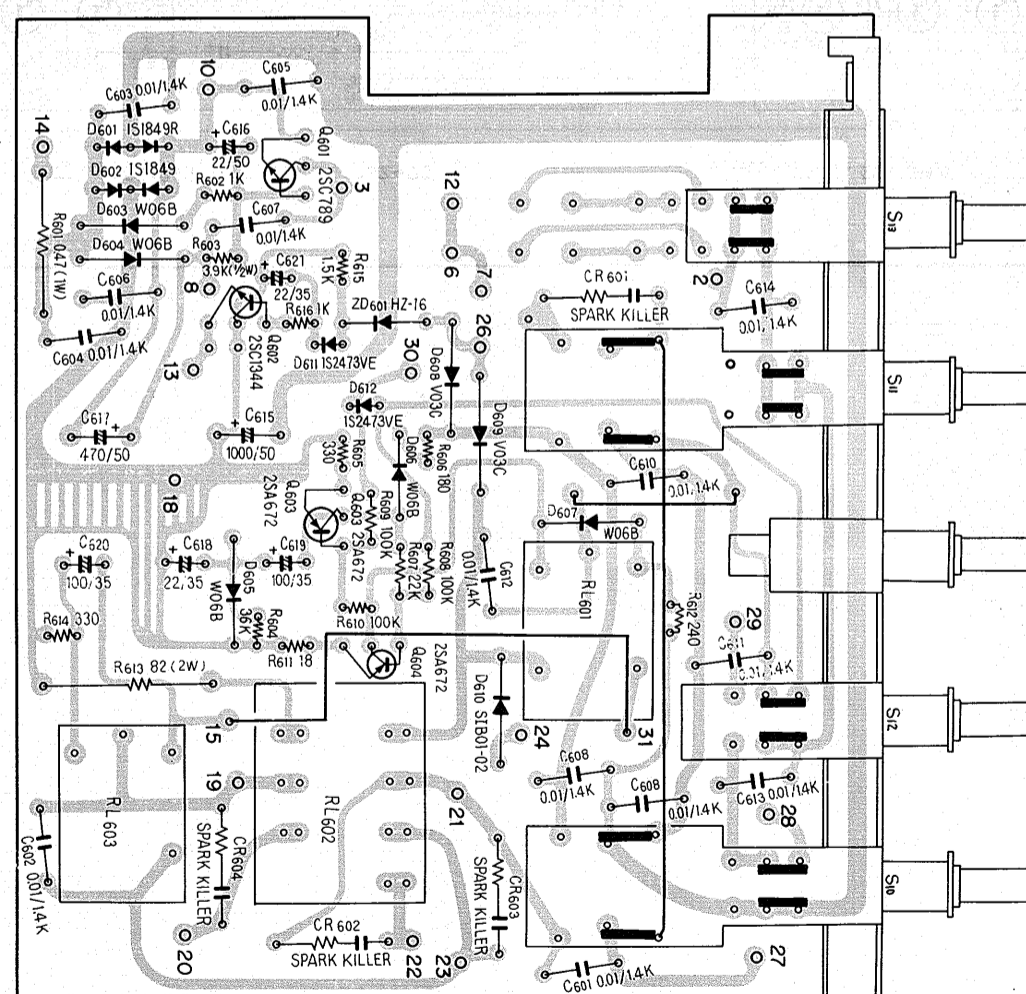 C603 0.01/1.4K
10
C605
0.01/1.4K
14
D601 1S1849R
C616
22/50
Q601
2SC789
D602 1S1849
R602 1K
3
12
D603 W06B
C607
0.01/1.4K
S13
R601 0.47 (1W)
D604 W06B
R603
3.9K(½W)
C621
22/35
R615
1.5K
6
7
2
C606
0.01/1.4K
8
CR601
SPARK KILLER
C614
0.01/1.4K
R616 1K
ZD601 HZ-16
26
C604 0.01/1.4K
Q602
2SC1344
D611 1S2473VE
30
13
D608 V03C
S11
D612
1S2473VE
D609 V03C
C617
470/50
C615
1000/50
R605
330
D606
W06B
R606 180
C610
0.01/1.4K
18
Q603
2SA672
R609 100K
Q603 2SA672
D607
W06B
C620
100/35
C618
22/35
D605
W06B
C619
100/35
R607 22K
R608 100K
C612
0.01/1.4K
RL601
R612 240
29
R614 330
R604
36K
R610 100K
R611 18
Q604
2SA672
C611
0.01/1.4K
R613 82 (2W)
D610 SIB01-02
15
24
31
S12
19
C608
0.01/1.4K
C608
0.01/1.4K
C613 0.01/1.4K
RL603
RL602
21
28
C602 0.01/1.4K
CR604
SPARK KILLER
CR603
SPARK KILLER
S10
20
CR602
SPARK KILLER
22
23
C601 0.01/1.4K
27